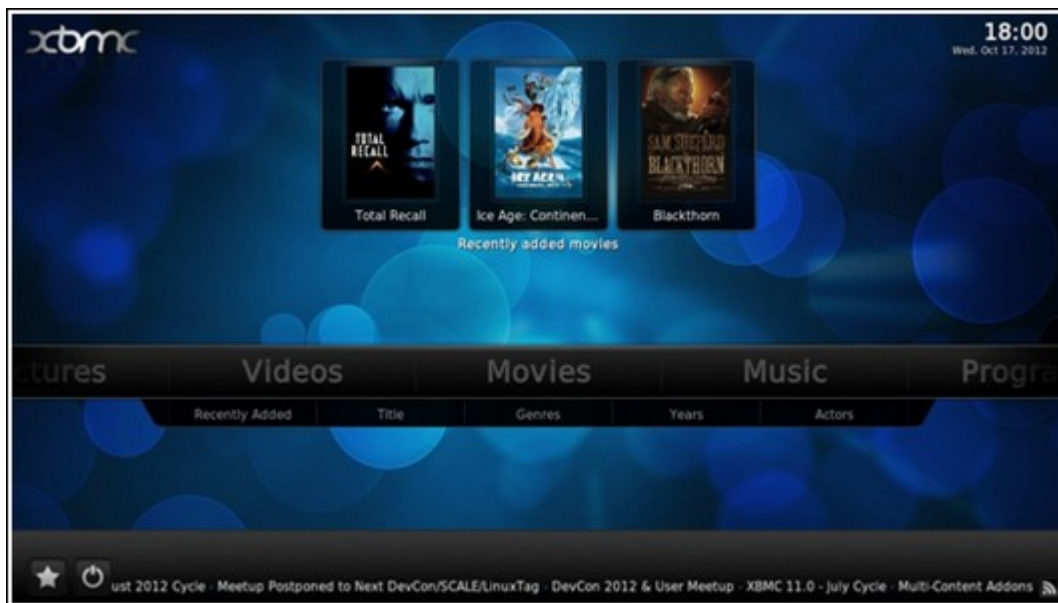 xbmc
18:00
Wed. Oct 17, 2012
TOTAL
RECALL
ICE AGE
SAM SHEPERD
BLACKTHORN
Total Recall
Ice Age: Continen...
Blackthorn
Recently added movies
tures
Videos
Movies
Music
Progra
Recently Added
Title
Genres
Years
Actors
ust 2012 Cycle - Meetup Postponed to Next DevCon/SCALE/LinuxTag - DevCon 2012 & User Meetup - XBMC 11.0 - July Cycle - Multi-Content Addons